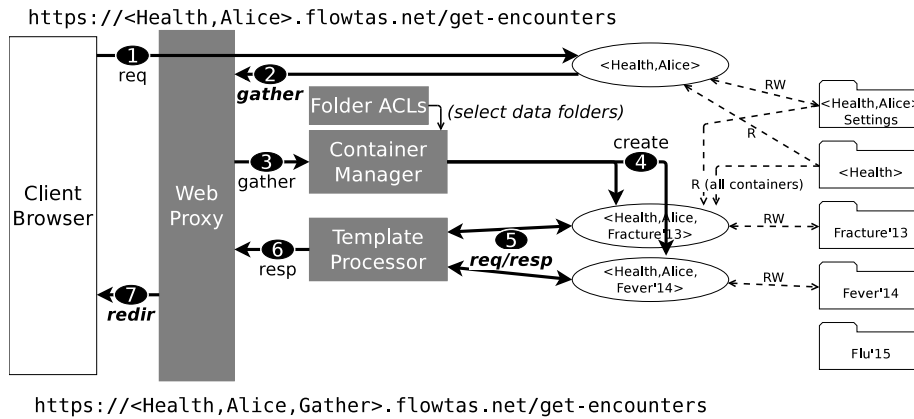 https://<Health,Alice>.flowtas.net/get-encounters
1
req
2
gather
<Health,Alice>
RW
Folder ACLs
(select data folders)
<Health,Alice>
Settings
R
3
gather
Container
Manager
create
4
<Health>
R (all containers)
Client
Browser
Web
Proxy
<Health,Alice,
Fracture'13>
RW
Fracture'13
6
resp
Template
Processor
5
req/resp
<Health,Alice,
Fever'14>
RW
Fever'14
7
redir
Flu'15
https://<Health,Alice,Gather>.flowtas.net/get-encounters